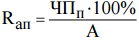 Rап = ЧПп · 100%
А